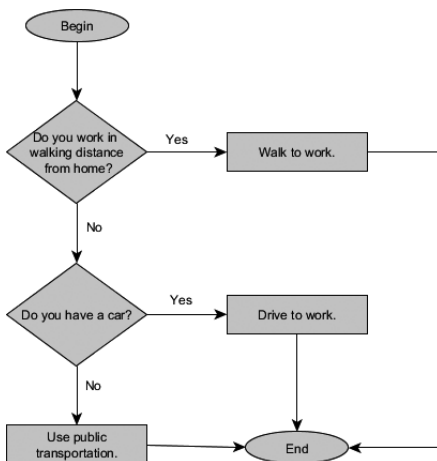 Begin
Do you work in
walking distance
from home?
Yes
Walk to work.
No
Do you have a car?
Yes
Drive to work.
No
Use public
transportation.
End